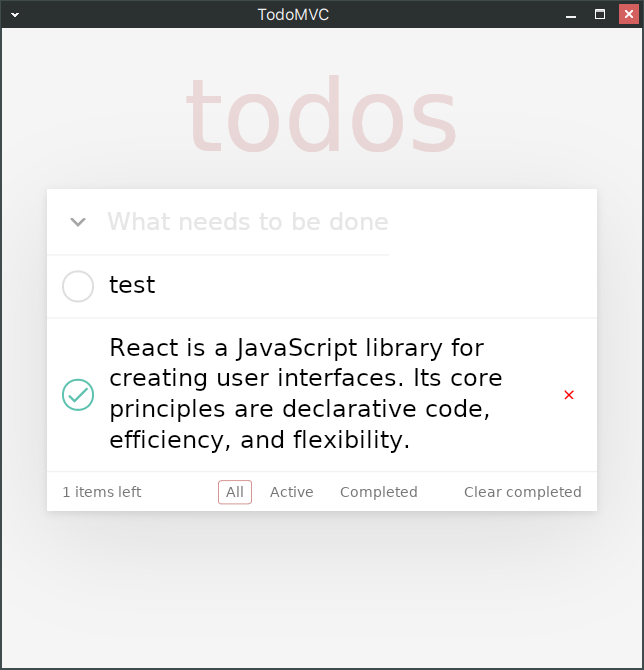 TodoMVC
todos
What needs to be done
test
React is a JavaScript library for
creating user interfaces. Its core
principles are declarative code,
efficiency, and flexibility.
1 items left All Active Completed Clear completed